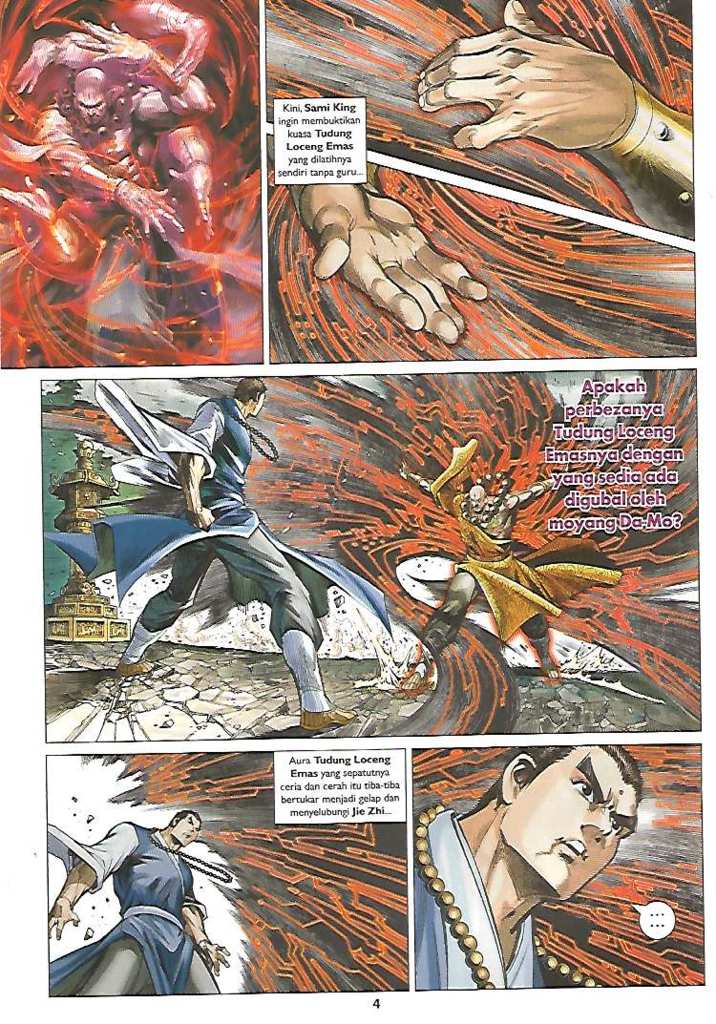 Kini, Sami King
ingin membuktikan
kuasa Tudung
Loceng Emas
yang dilatihnya
sendiri tanpa guru...
Apakah
perbezanya
Tudung Loceng
Emasnya dengan
yang sedia ada
digubal oleh
moyang Da-Mo?
Aura Tudung Loceng
Emas yang sepatutnya
ceria dan cerah itu tiba-tiba
bertukar menjadi gelap dan
menyelubungi Jie Zhi...
...
...
4